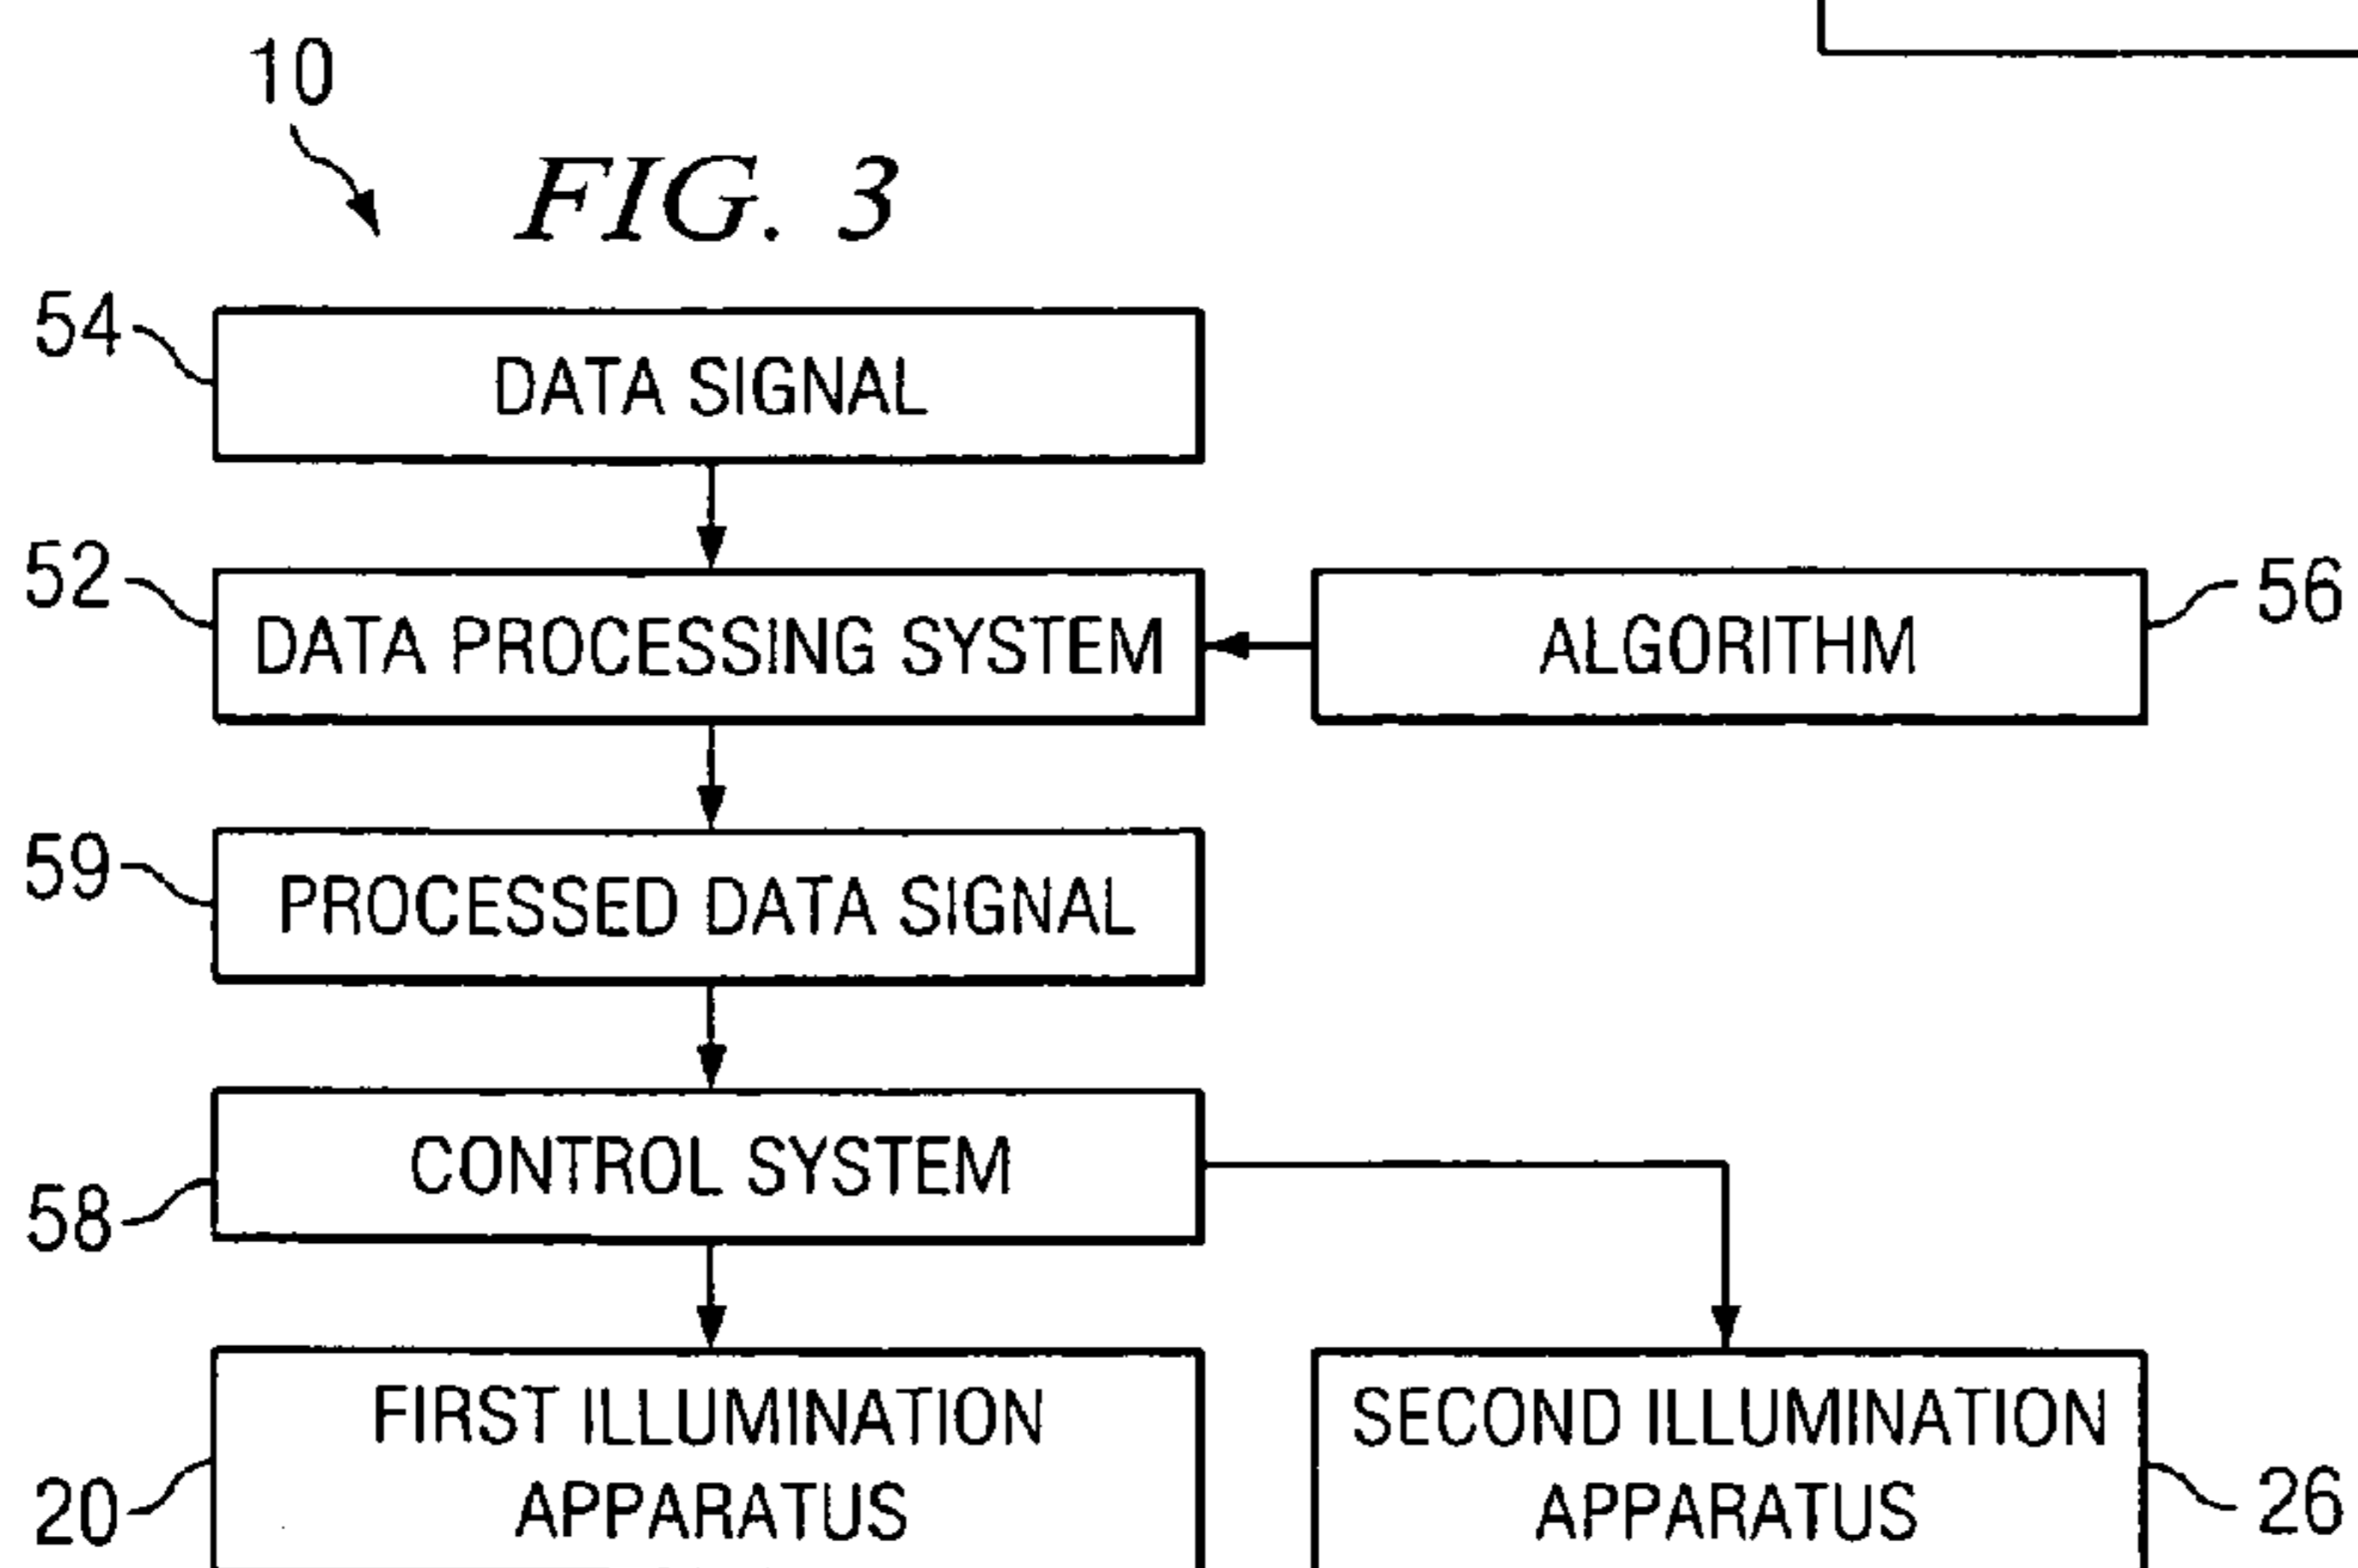 10
FIG. 3
54
DATA SIGNAL
52
DATA PROCESSING SYSTEM
ALGORITHM
56
59
PROCESSED DATA SIGNAL
CONTROL SYSTEM
58
FIRST ILLUMINATION
APPARATUS
20
SECOND ILLUMINATION
APPARATUS
26